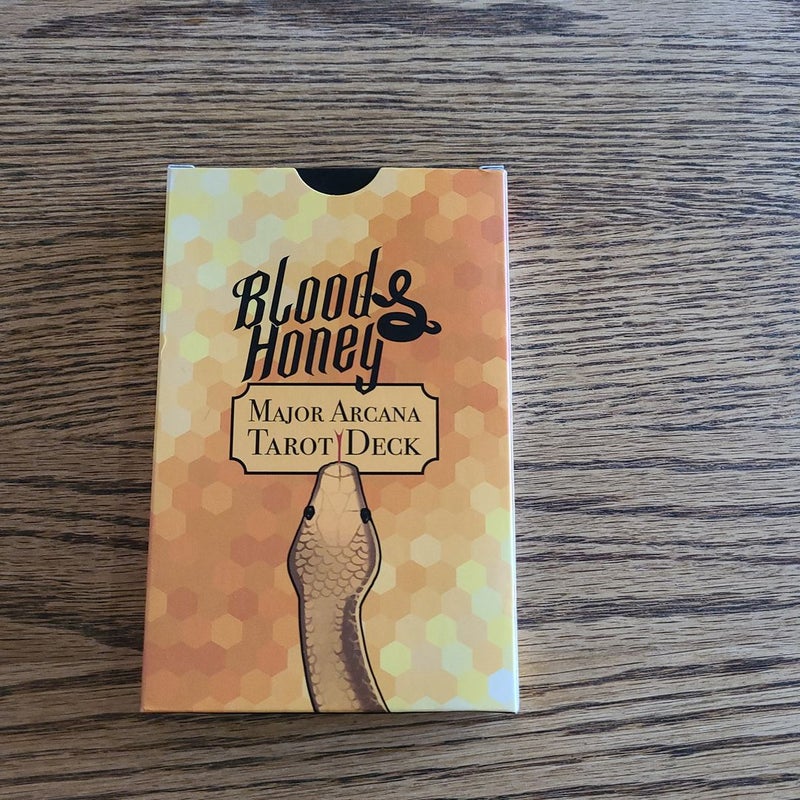 Blood &
Honey
Major Arcana
Tarot Deck